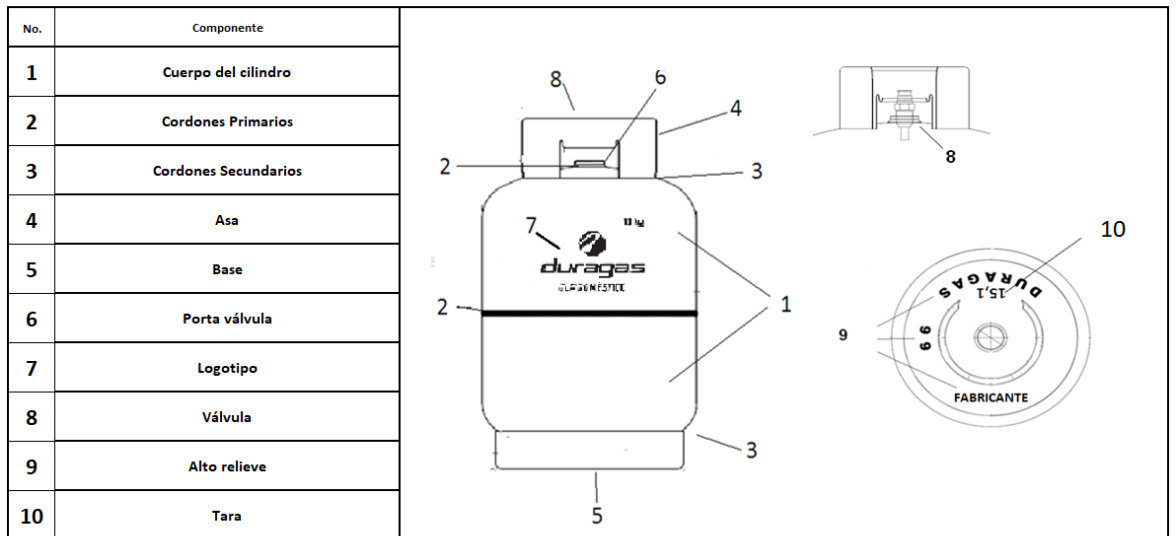 No. Componente
1 Cuerpo del cilindro
2 Cordones Primarios
3 Cordones Secundarios
4 Asa
5 Base
6 Porta válvula
7 Logotipo
8 Válvula
9 Alto relieve
10 Tara
8 6
4
2
3
7
duragas
2
1
3
5
8
10
DURAGAS
15,1
9
9 9
FABRICANTE